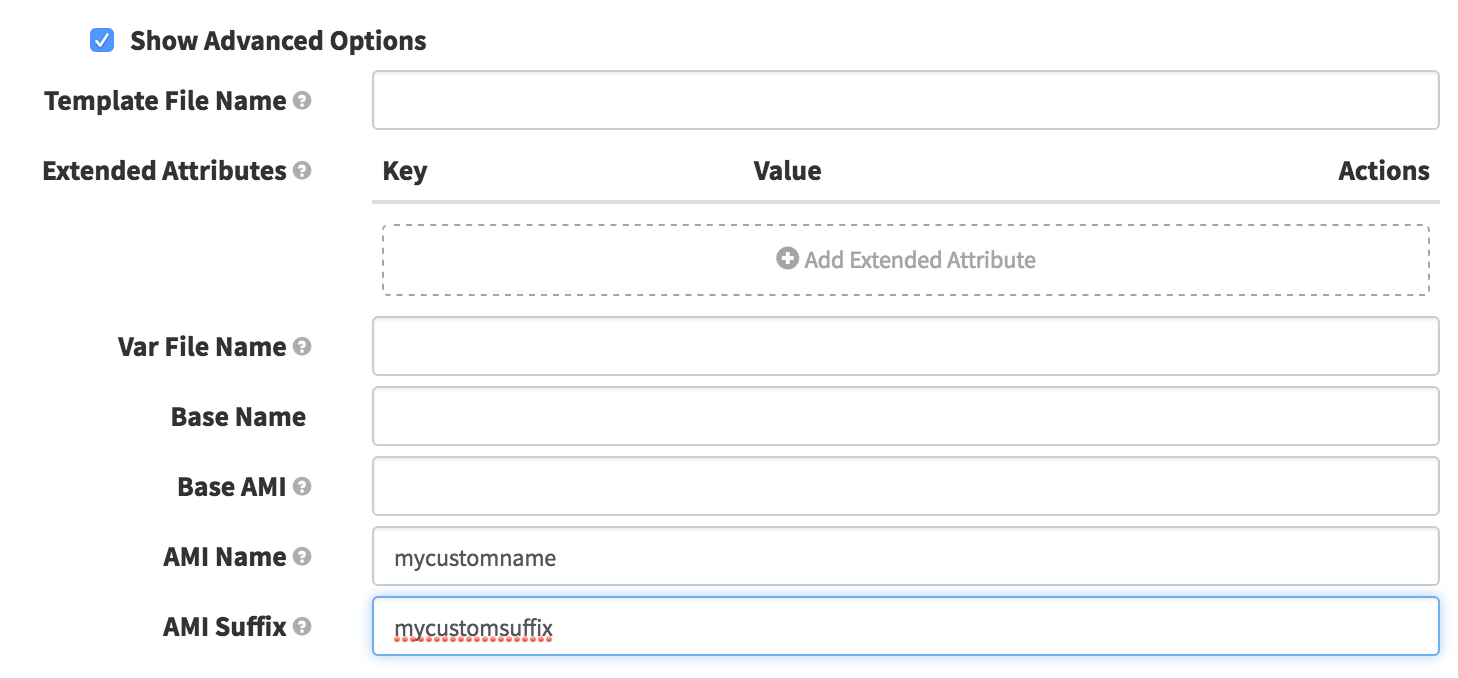 Show Advanced Options
Template File Name
Extended Attributes Key Value Actions
Add Extended Attribute
Var File Name
Base Name
Base AMI
AMI Name mycustomname
AMI Suffix mycustomsuffix